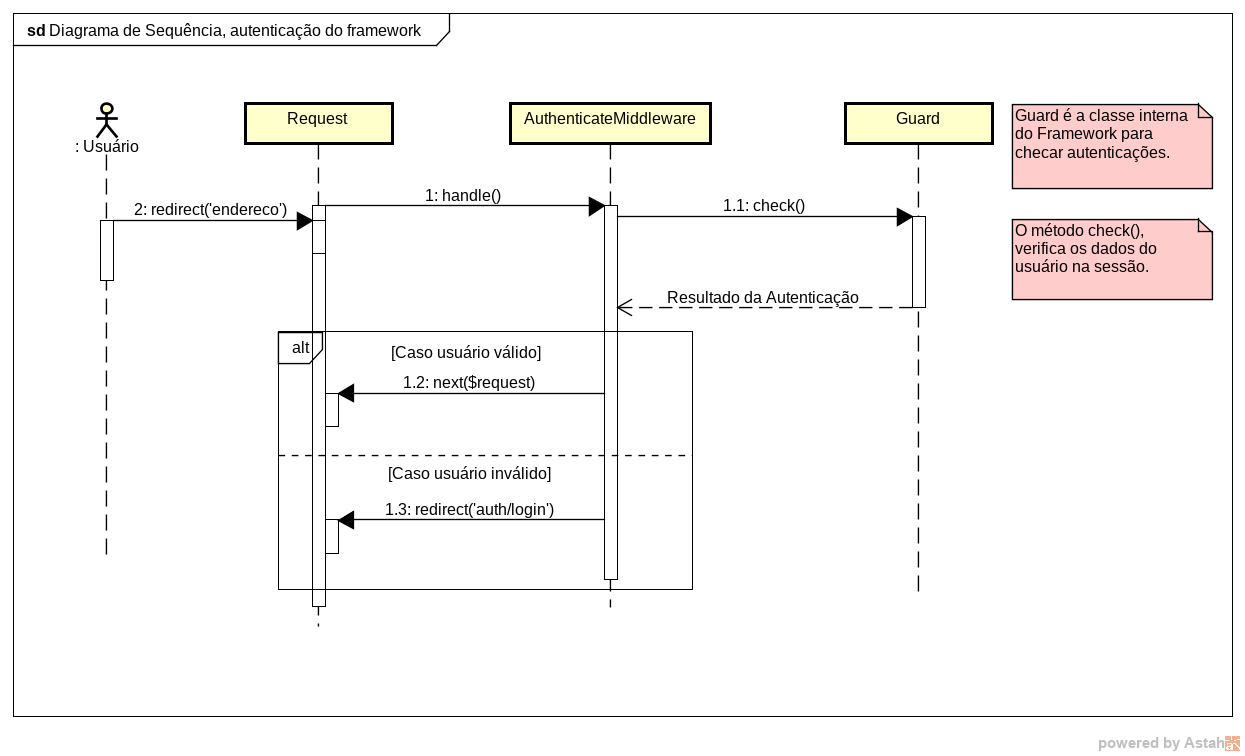 sd Diagrama de Sequência, autenticação do framework
: Usuário
Request
AuthenticateMiddleware
Guard
Guard é a classe interna
do Framework para
checar autenticações.
2: redirect('endereco')
1: handle()
1.1: check()
O método check(),
verifica os dados do
usuário na sessão.
Resultado da Autenticação
alt
[Caso usuário válido]
1.2: next($request)
[Caso usuário inválido]
1.3: redirect('auth/login')
powered by Astah